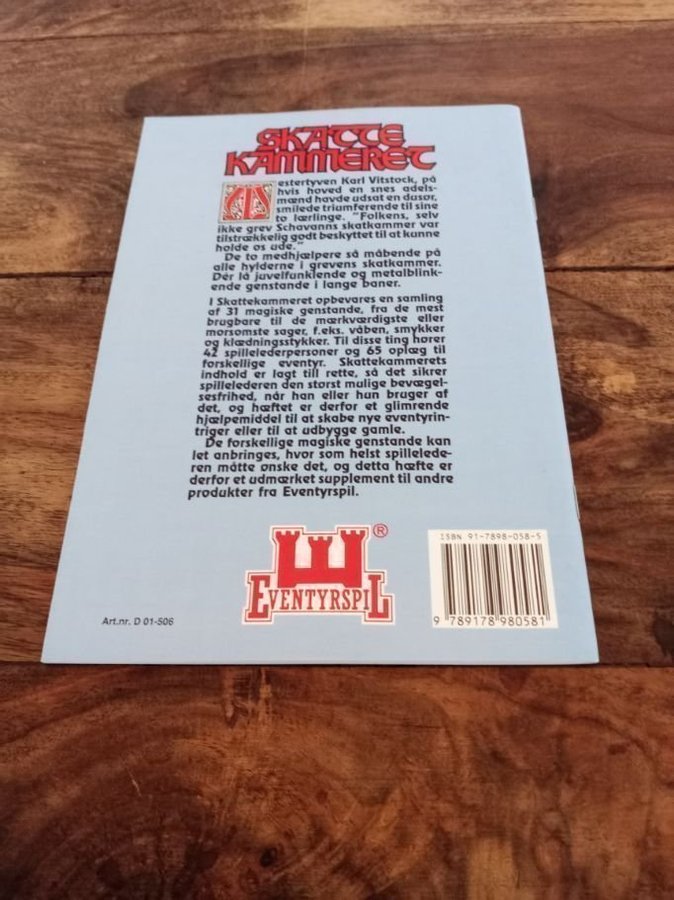 SKATTE
KAMMERET
Mestertyven Karl Vitstock, på
hvis hoved en snes adels-
mænd havde udsat en dusør,
smilede triumferende til sine
to lærlinge. "Folkens, selv
ikke grev Schavanns skatkammer var
tilstrækkelig godt beskyttet til at kunne
holde os ude."
De to medhjælpere så måbende på
alle hylderne i grevens skatkammer.
Dér lå juvelfunklende og metalblink-
ende genstande i lange baner.
I Skattekammeret opbevares en samling
af 31 magiske genstande, fra de mest
brugbare til de mærkværdigste eller
morsomste sager, f.eks. våben, smykker
og klædningsstykker. Til disse ting hører
42 spillelederpersoner og 65 oplæg til
forskellige eventyr. Skattekammerets
indhold er lagt till rette, så det sikrer
spillelederen den størst mulige bevægel-
sesfrihed, når han eller hun bruger af
det, og hæftet er derfor et glimrende
hjælpemiddel til at skabe nye eventyrin-
triger eller til at udbygge gamle.
De forskellige magiske genstande kan
let anbringes, hvor som helst spillelede-
ren måtte ønske det, og detta hæfte er
derfor et udmærket supplement til andre
produkter fra Eventyrspil.
EVENTYRSPIL ®
Art.nr. D 01-506
ISBN 91-7898-058-5
9 789178 980581